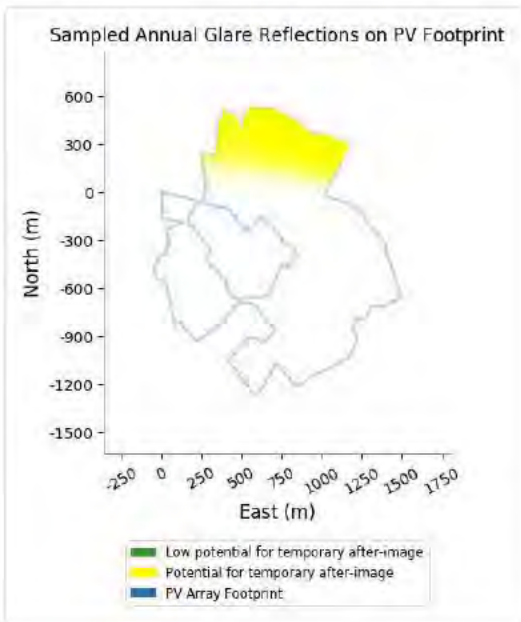 Sampled Annual Glare Reflections on PV Footprint
600
300
0
-300
-600
-900
-1200
-1500
North (m)
-250 0 250 500 750 1000 1250 1500 1750
East (m)
Low potential for temporary after-image
Potential for temporary after-image
PV Array Footprint